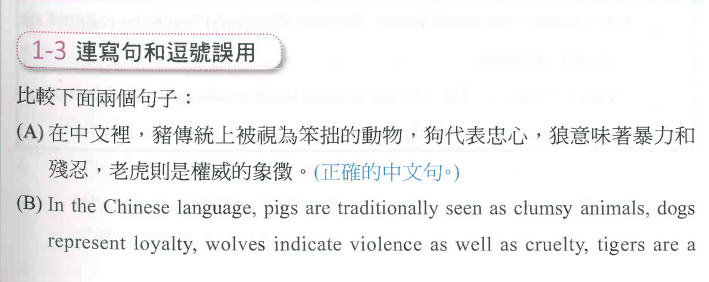 1-3 連寫句和逗號誤用
比較下面兩個句子：
(A) 在中文裡，豬傳統上被視為笨拙的動物，狗代表忠心，狼意味著暴力和
殘忍，老虎則是權威的象徵。(正確的中文句。)
(B) In the Chinese language, pigs are traditionally seen as clumsy animals, dogs
represent loyalty, wolves indicate violence as well as cruelty, tigers are a